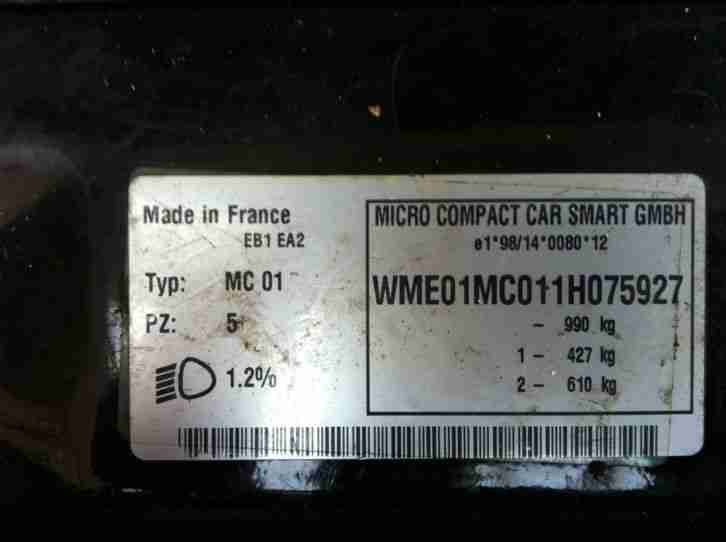 Made in France
EB1 EA2
Typ: MC 01
PZ: 5
1.2%
MICRO COMPACT CAR SMART GMBH
e1*98/14*0080*12
WME01MC011H075927
– 990 kg
1 – 427 kg
2 – 610 kg